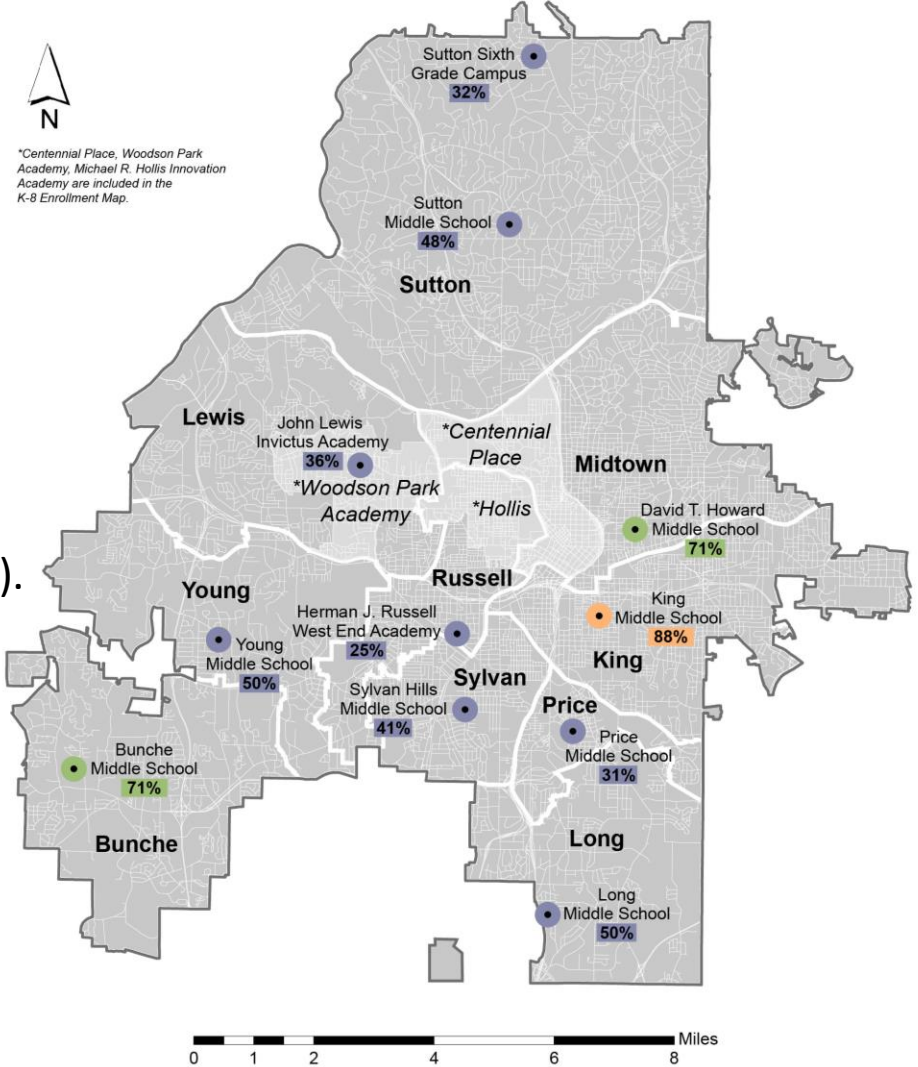 Sutton Sixth
Grade Campus
32%
N
*Centennial Place, Woodson Park
Academy, Michael R. Hollis Innovation
Academy are included in the
K-8 Enrollment Map.
Sutton
Middle School
48%
Sutton
Lewis
John Lewis
Invictus Academy
36%
*Woodson Park
Academy
*Centennial
Place
*Hollis
Midtown
David T. Howard
Middle School
71%
).
Young
Young
Middle School
50%
Russell
Herman J. Russell
West End Academy
25%
King
Middle School
88%
King
Sylvan
Sylvan Hills
Middle School
41%
Price
Price
Middle School
31%
Bunche
Middle School
71%
Bunche
Long
Long
Middle School
50%
Miles
0 1 2 4 6 8